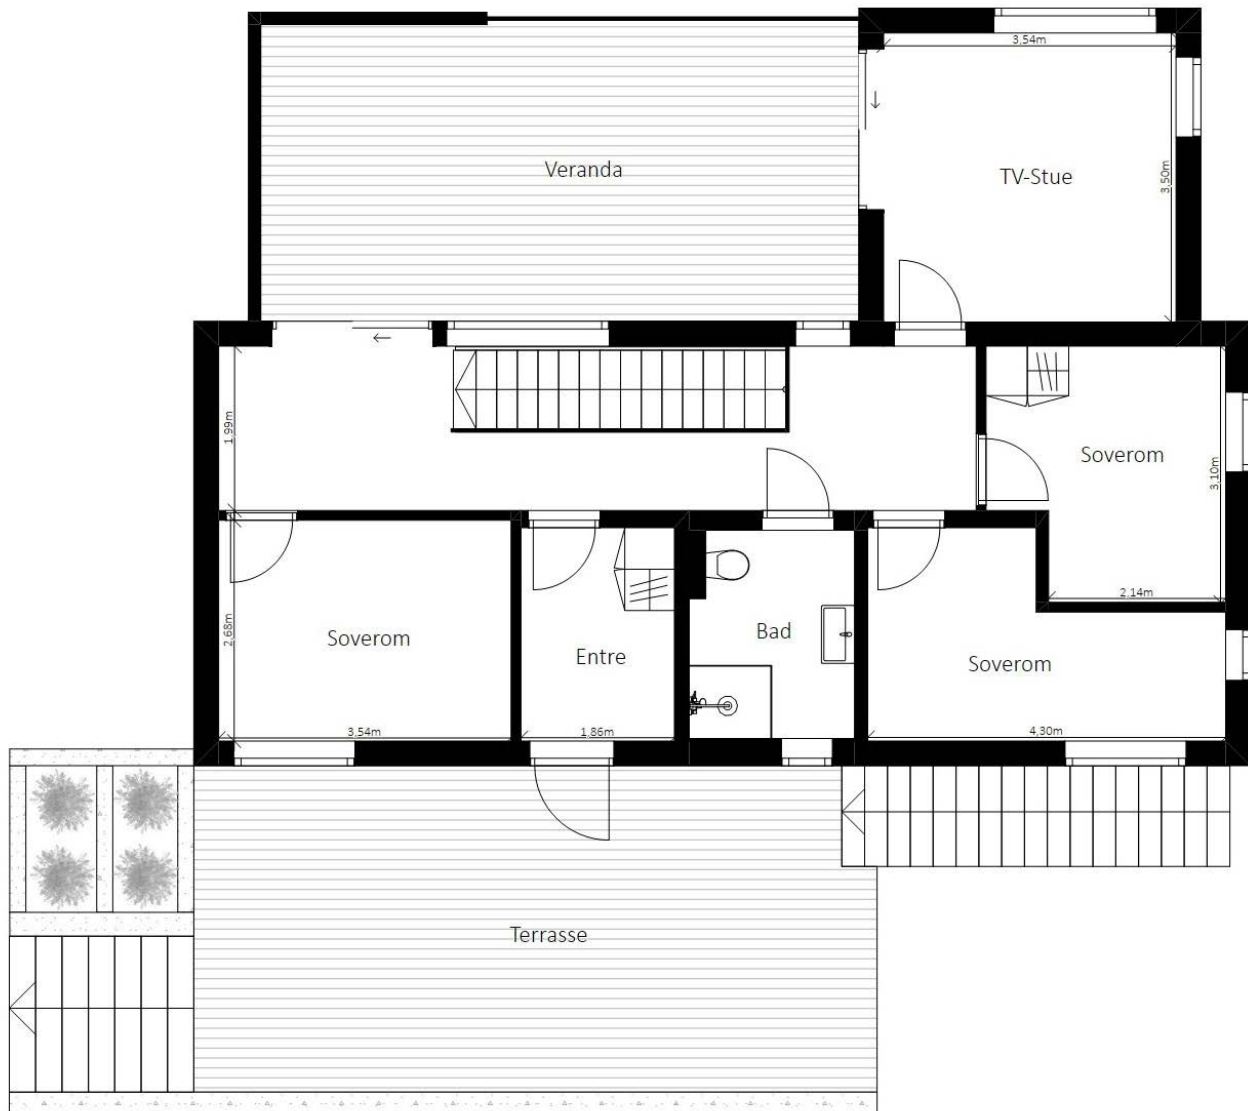 3,54m
Veranda
TV-Stue
3,50m
1,99m
Soverom
3,10m
2,14m
2,68m
Soverom
3,54m
Entre
1,86m
Bad
Soverom
4,30m
Terrasse